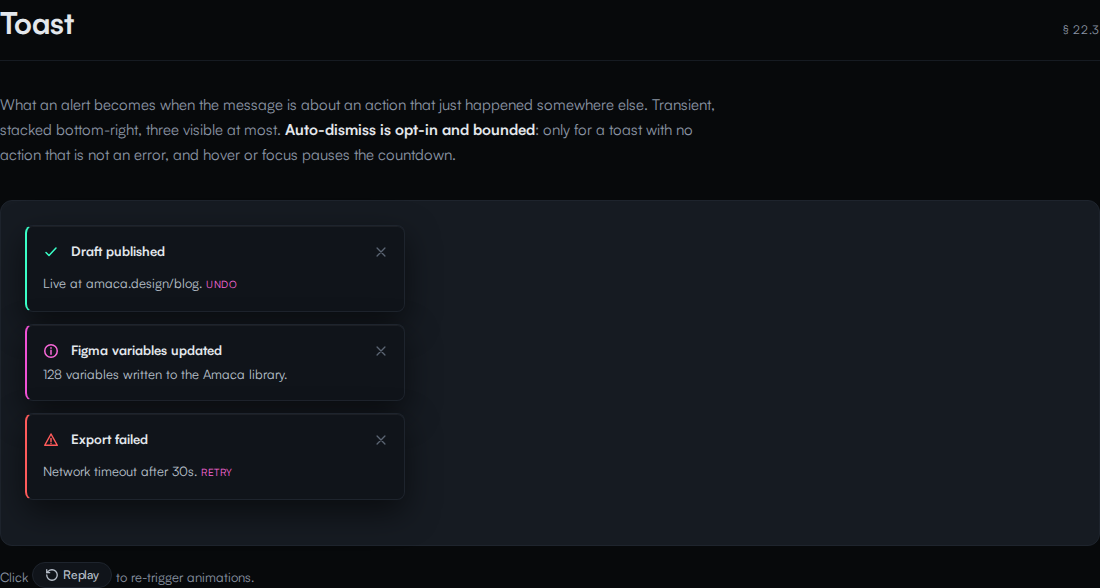 Toast
§ 22.3
What an alert becomes when the message is about an action that just happened somewhere else. Transient,
stacked bottom-right, three visible at most. Auto-dismiss is opt-in and bounded: only for a toast with no
action that is not an error, and hover or focus pauses the countdown.
Draft published
Live at amaca.design/blog. UNDO
Figma variables updated
128 variables written to the Amaca library.
Export failed
Network timeout after 30s. RETRY
Click Replay to re-trigger animations.